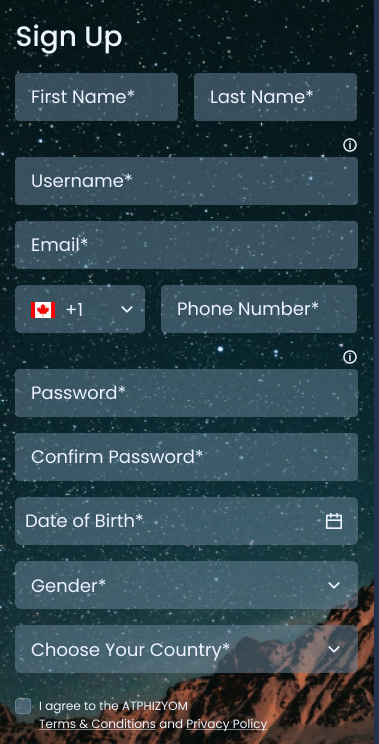 Sign Up
First Name* Last Name*
Username*
Email*
+1 Phone Number*
Password*
Confirm Password*
Date of Birth*
Gender*
Choose Your Country*
I agree to the ATPHIZYOM
Terms & Conditions and Privacy Policy